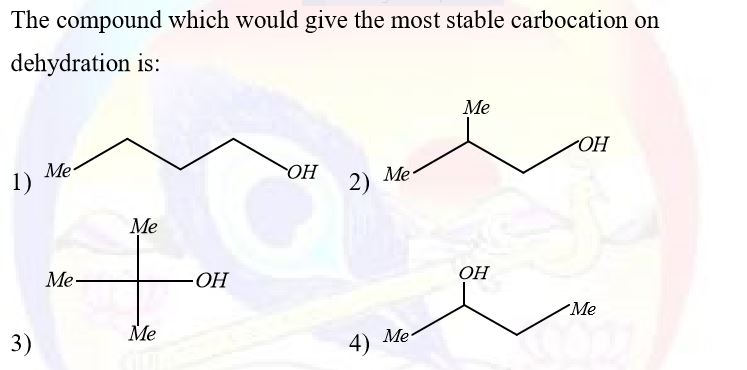 The compound which would give the most stable carbocation on
dehydration is:
1) Me OH 2) Me Me OH
3) Me Me OH Me
4) Me OH Me